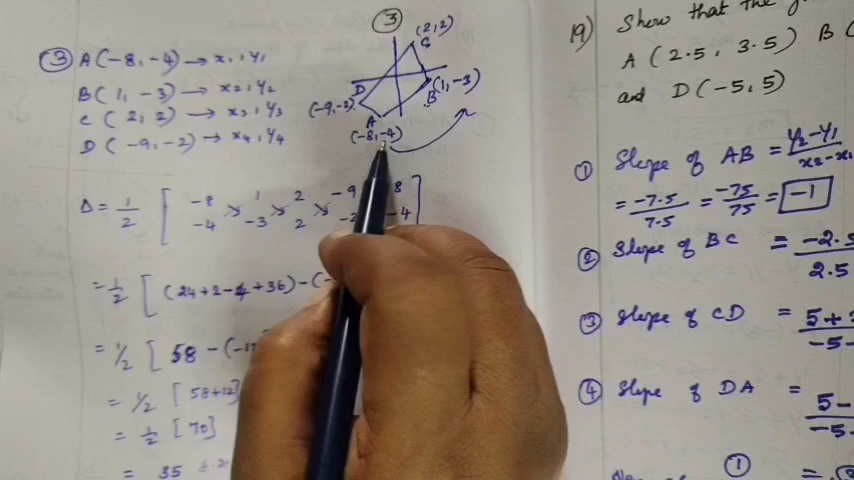 ③ A(-8,-4) → x₁,y₁
B(1,-3) → x₂,y₂
C(2,2) → x₃,y₃
D(-9,-2) → x₄,y₄
③
(2,2)
C
D
(1,-3)
B
A
(-8,-4)
Δ = 1/2 [ -8 1 2 -9 8
-4 -3 2 -2 -4 ]
= 1/2 [ (24+2-4+36)-(-
= 1/2 [ 58-(-12
= 1/2 [ 58+12]
= 1/2 [70]
= 35
19) Show that the
A (2.5, 3.5) B (
and D(-5,5)
① Slope of AB = y₂-y₁/x₂-x₁
= -7.5/7.5 = -75/75 = -1
② Slope of BC = -2.5/2.5
③ Slope of CD = 5+/-5-
④ Slope of DA = 5-/-5-
①